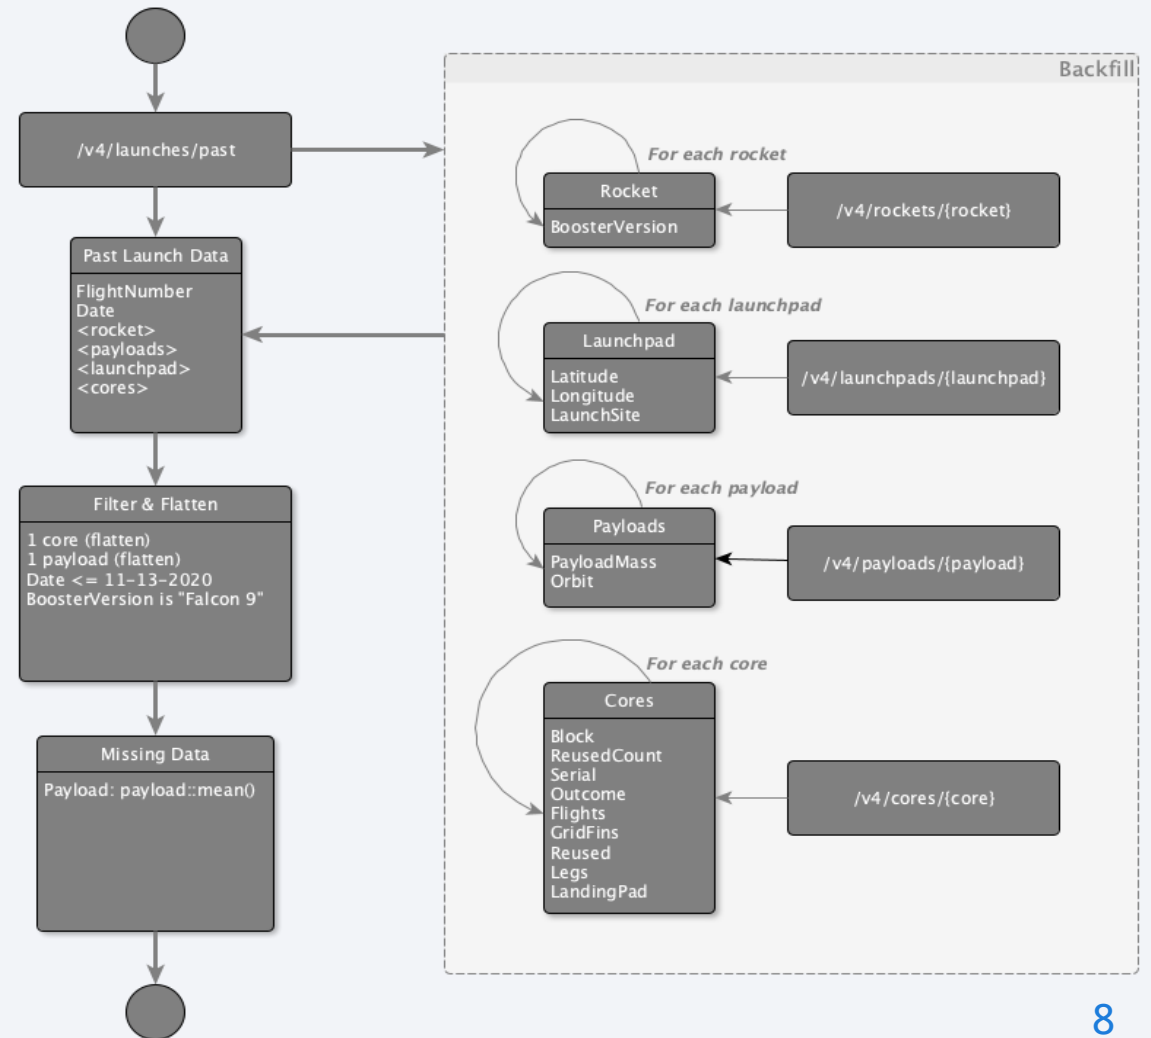 /v4/launches/past
Past Launch Data
FlightNumber
Date
<rocket>
<payloads>
<launchpad>
<cores>
Filter & Flatten
1 core (flatten)
1 payload (flatten)
Date <= 11-13-2020
BoosterVersion is "Falcon 9"
Missing Data
Payload: payload::mean()
Backfill
For each rocket
Rocket
BoosterVersion
/v4/rockets/{rocket}
For each launchpad
Launchpad
Latitude
Longitude
LaunchSite
/v4/launchpads/{launchpad}
For each payload
Payloads
PayloadMass
Orbit
/v4/payloads/{payload}
For each core
Cores
Block
ReusedCount
Serial
Outcome
Flights
GridFins
Reused
Legs
LandingPad
/v4/cores/{core}
8